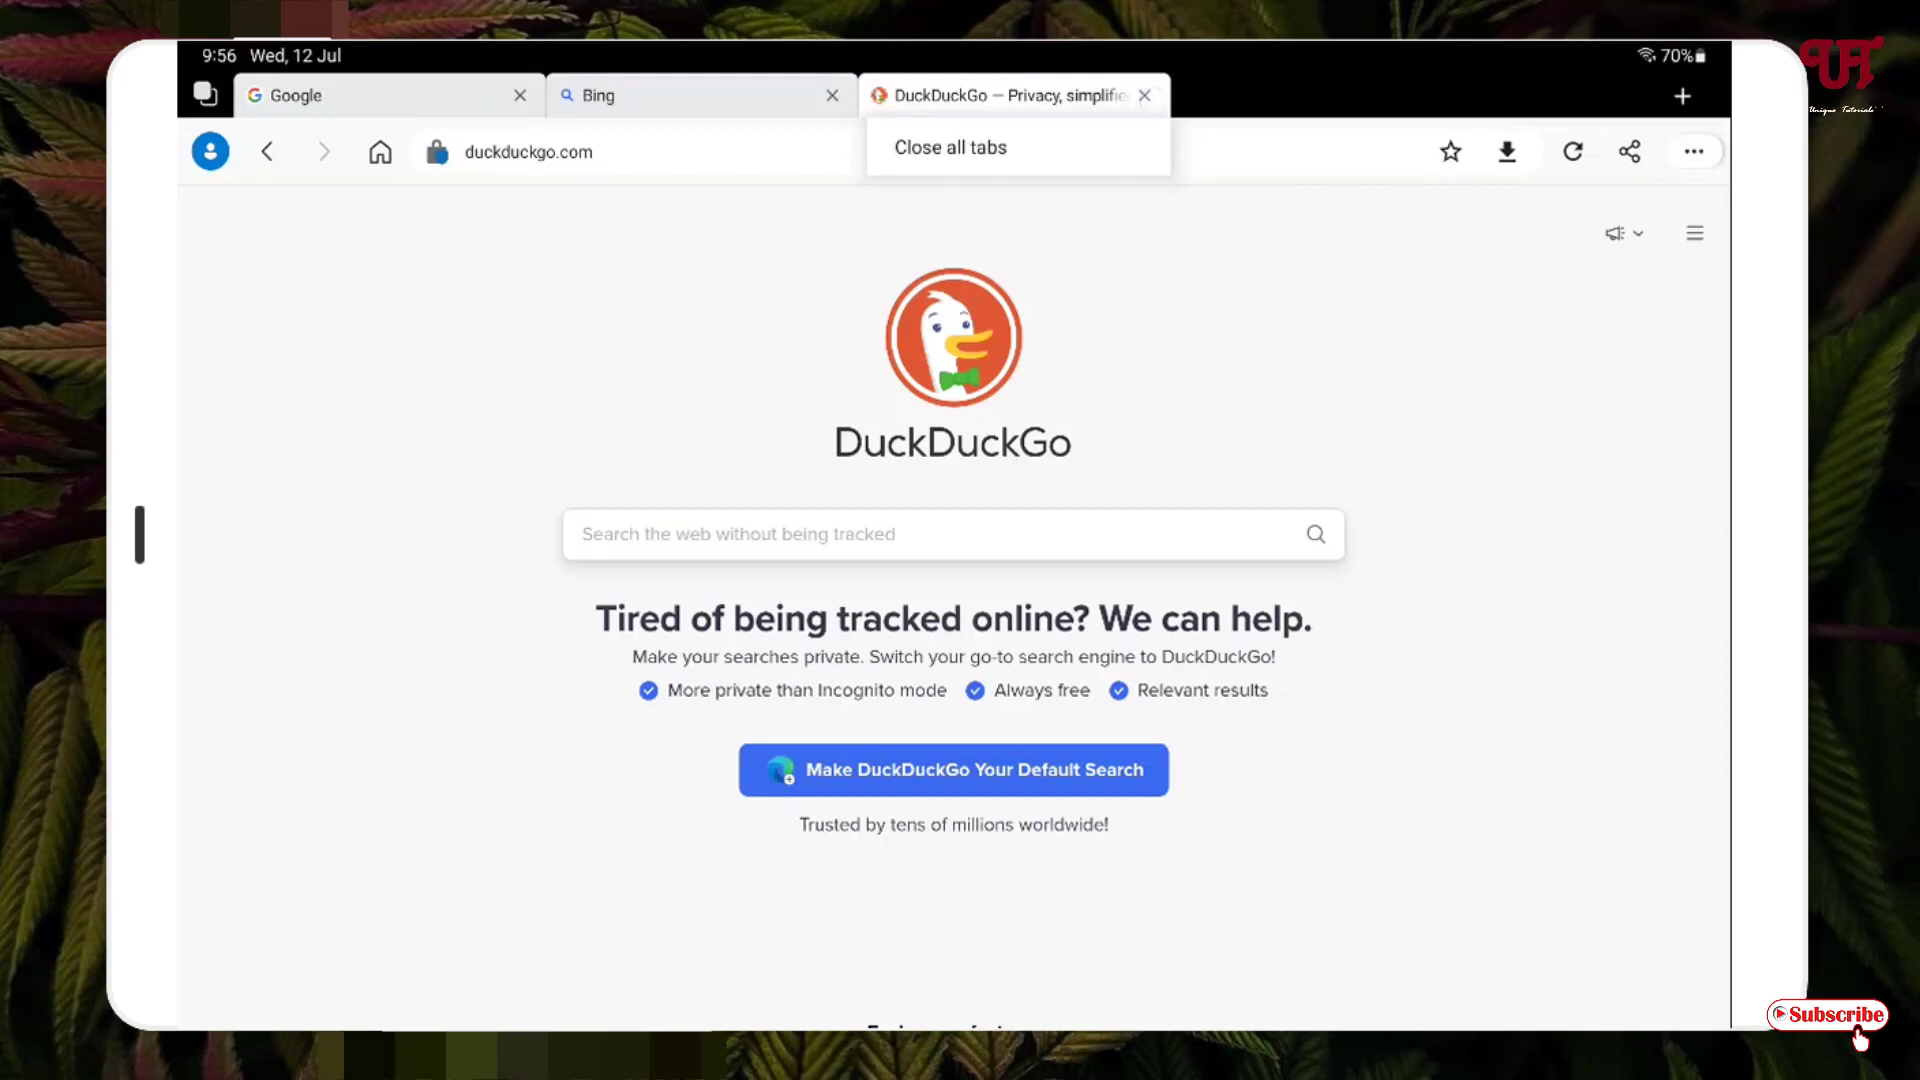 9:56 Wed, 12 Jul
70%
Google
Bing
DuckDuckGo — Privacy, simplifie
Close all tabs
duckduckgo.com
DuckDuckGo
Search the web without being tracked
Tired of being tracked online? We can help.
Make your searches private. Switch your go-to search engine to DuckDuckGo!
More private than Incognito mode Always free Relevant results
Make DuckDuckGo Your Default Search
Trusted by tens of millions worldwide!
UT
Unique Tutorials
Subscribe